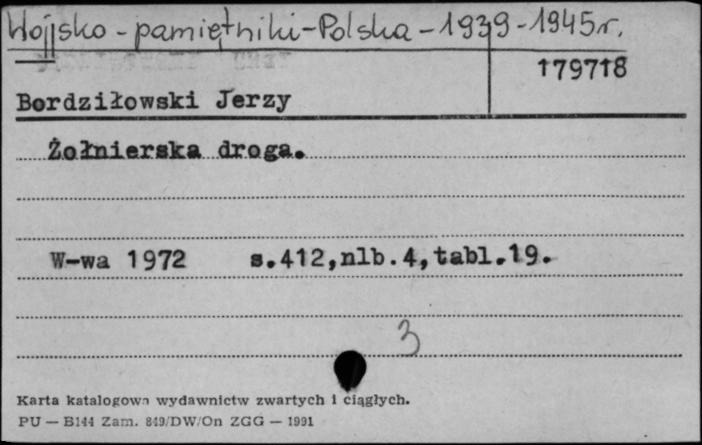 Wojsko - pamiętniki - Polska - 1939 - 1945 r.
179718
Bordziłowski Jerzy
Żołnierska droga.
W-wa 1972 s.412,nlb.4,tabl.19.
3
Karta katalogowa wydawnictw zwartych i ciągłych.
PU — B144 Zam. 849/DW/On ZGG — 1991